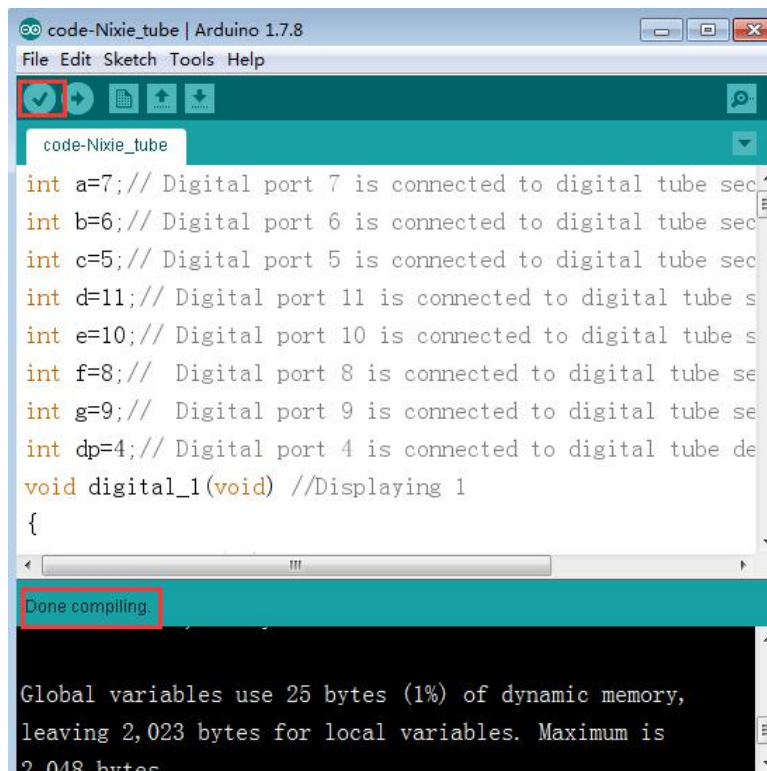 code-Nixie_tube | Arduino 1.7.8
File Edit Sketch Tools Help
code-Nixie_tube
int a=7;// Digital port 7 is connected to digital tube sec
int b=6;// Digital port 6 is connected to digital tube sec
int c=5;// Digital port 5 is connected to digital tube sec
int d=11;// Digital port 11 is connected to digital tube s
int e=10;// Digital port 10 is connected to digital tube s
int f=8;//  Digital port 8 is connected to digital tube se
int g=9;//  Digital port 9 is connected to digital tube se
int dp=4;// Digital port 4 is connected to digital tube de
void digital_1(void) //Displaying 1
{
Done compiling.
Global variables use 25 bytes (1%) of dynamic memory,
leaving 2,023 bytes for local variables. Maximum is
2,048 bytes